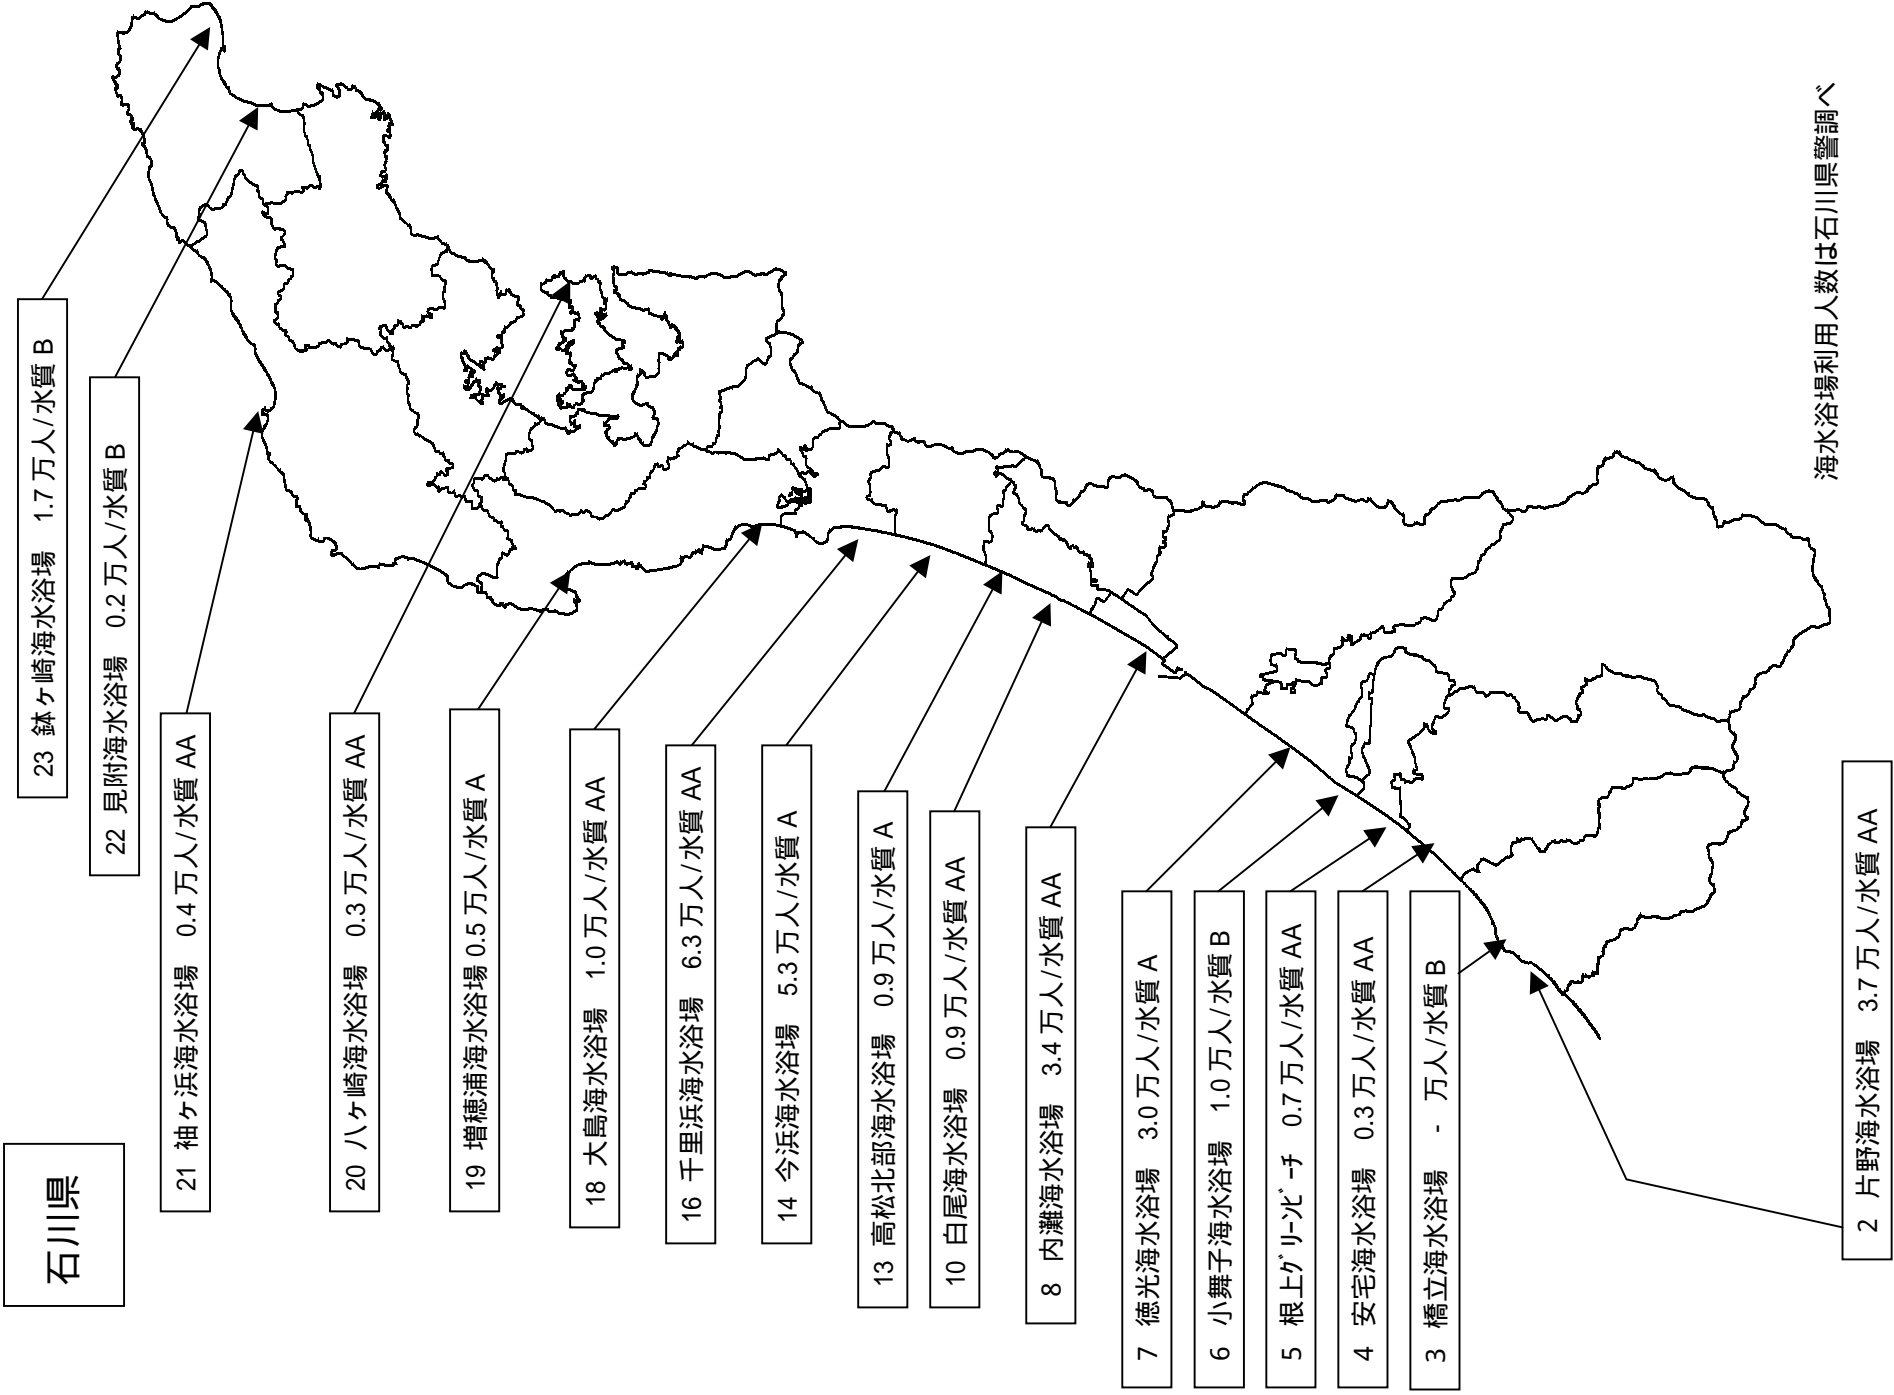 石川県
23 鉢ヶ崎海水浴場 1.7 万人/水質 B
22 見附海水浴場 0.2 万人/水質 B
21 袖ヶ浜海水浴場 0.4 万人/水質 AA
20 八ヶ崎海水浴場 0.3 万人/水質 AA
19 増穂浦海水浴場 0.5 万人/水質 A
18 大島海水浴場 1.0 万人/水質 AA
16 千里浜海水浴場 6.3 万人/水質 AA
14 今浜海水浴場 5.3 万人/水質 A
13 高松北部海水浴場 0.9 万人/水質 A
10 白尾海水浴場 0.9 万人/水質 AA
8 内灘海水浴場 3.4 万人/水質 AA
7 徳光海水浴場 3.0 万人/水質 A
6 小舞子海水浴場 1.0 万人/水質 B
5 根上ｸﾞﾘｰﾝﾋﾞｰﾁ 0.7 万人/水質 AA
4 安宅海水浴場 0.3 万人/水質 AA
3 橋立海水浴場 - 万人/水質 B
2 片野海水浴場 3.7 万人/水質 AA
海水浴場利用人数は石川県警調べ